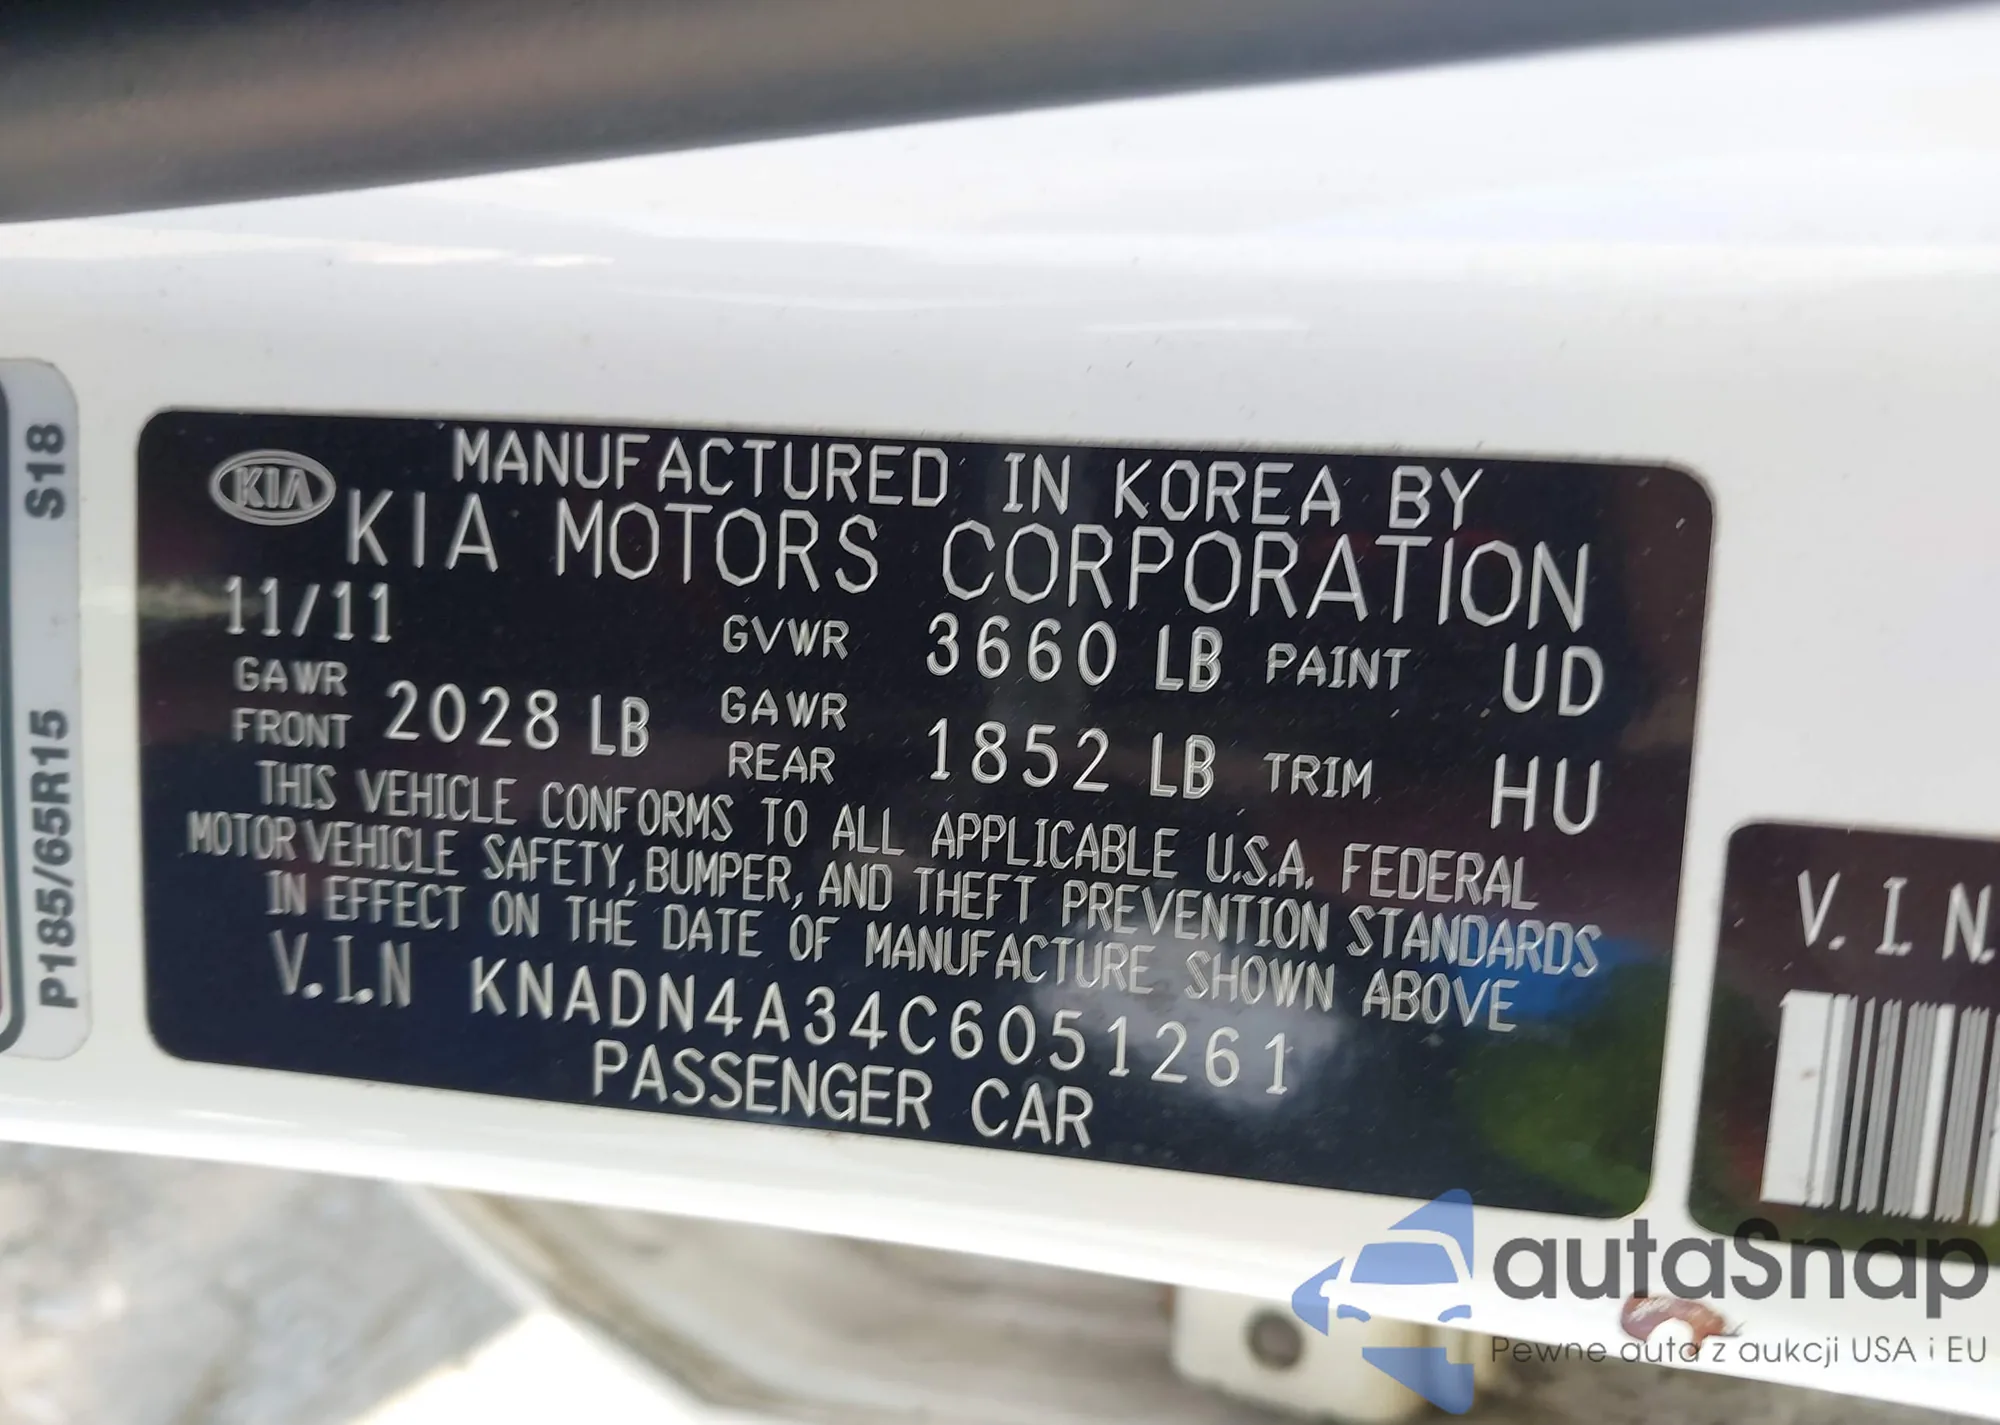 S18
P185/65R15
KIA
MANUFACTURED IN KOREA BY
KIA MOTORS CORPORATION
11/11 GVWR 3660 LB PAINT UD
GAWR FRONT 2028 LB GAWR REAR 1852 LB TRIM HU
THIS VEHICLE CONFORMS TO ALL APPLICABLE U.S.A. FEDERAL
MOTOR VEHICLE SAFETY, BUMPER, AND THEFT PREVENTION STANDARDS
IN EFFECT ON THE DATE OF MANUFACTURE SHOWN ABOVE
V.I.N KNADN4A34C6051261
PASSENGER CAR
V.I.N.
autaSnap
Pewne auta z aukcji USA i EU